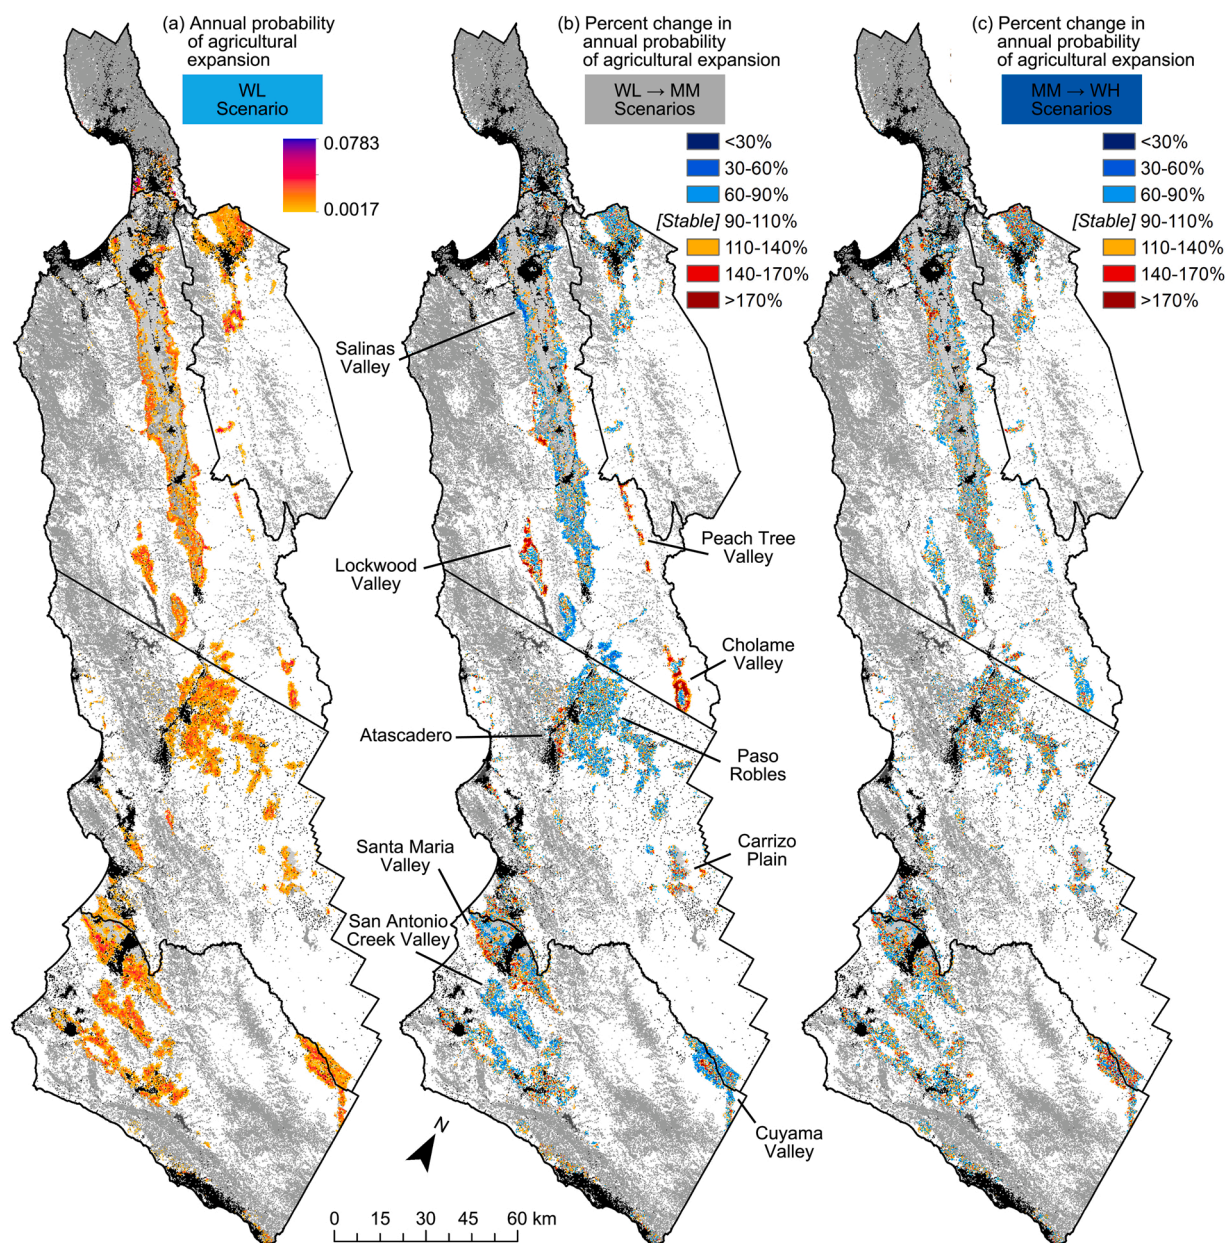 (a) Annual probability
of agricultural
expansion
WL
Scenario
0.0783
0.0017
(b) Percent change in
annual probability
of agricultural expansion
WL → MM
Scenarios
<30%
30-60%
60-90%
[Stable] 90-110%
110-140%
140-170%
>170%
(c) Percent change in
annual probability
of agricultural expansion
MM → WH
Scenarios
<30%
30-60%
60-90%
[Stable] 90-110%
110-140%
140-170%
>170%
Salinas
Valley
Lockwood
Valley
Peach Tree
Valley
Cholame
Valley
Atascadero
Paso
Robles
Santa Maria
Valley
Carrizo
Plain
San Antonio
Creek Valley
Cuyama
Valley
N
0 15 30 45 60 km